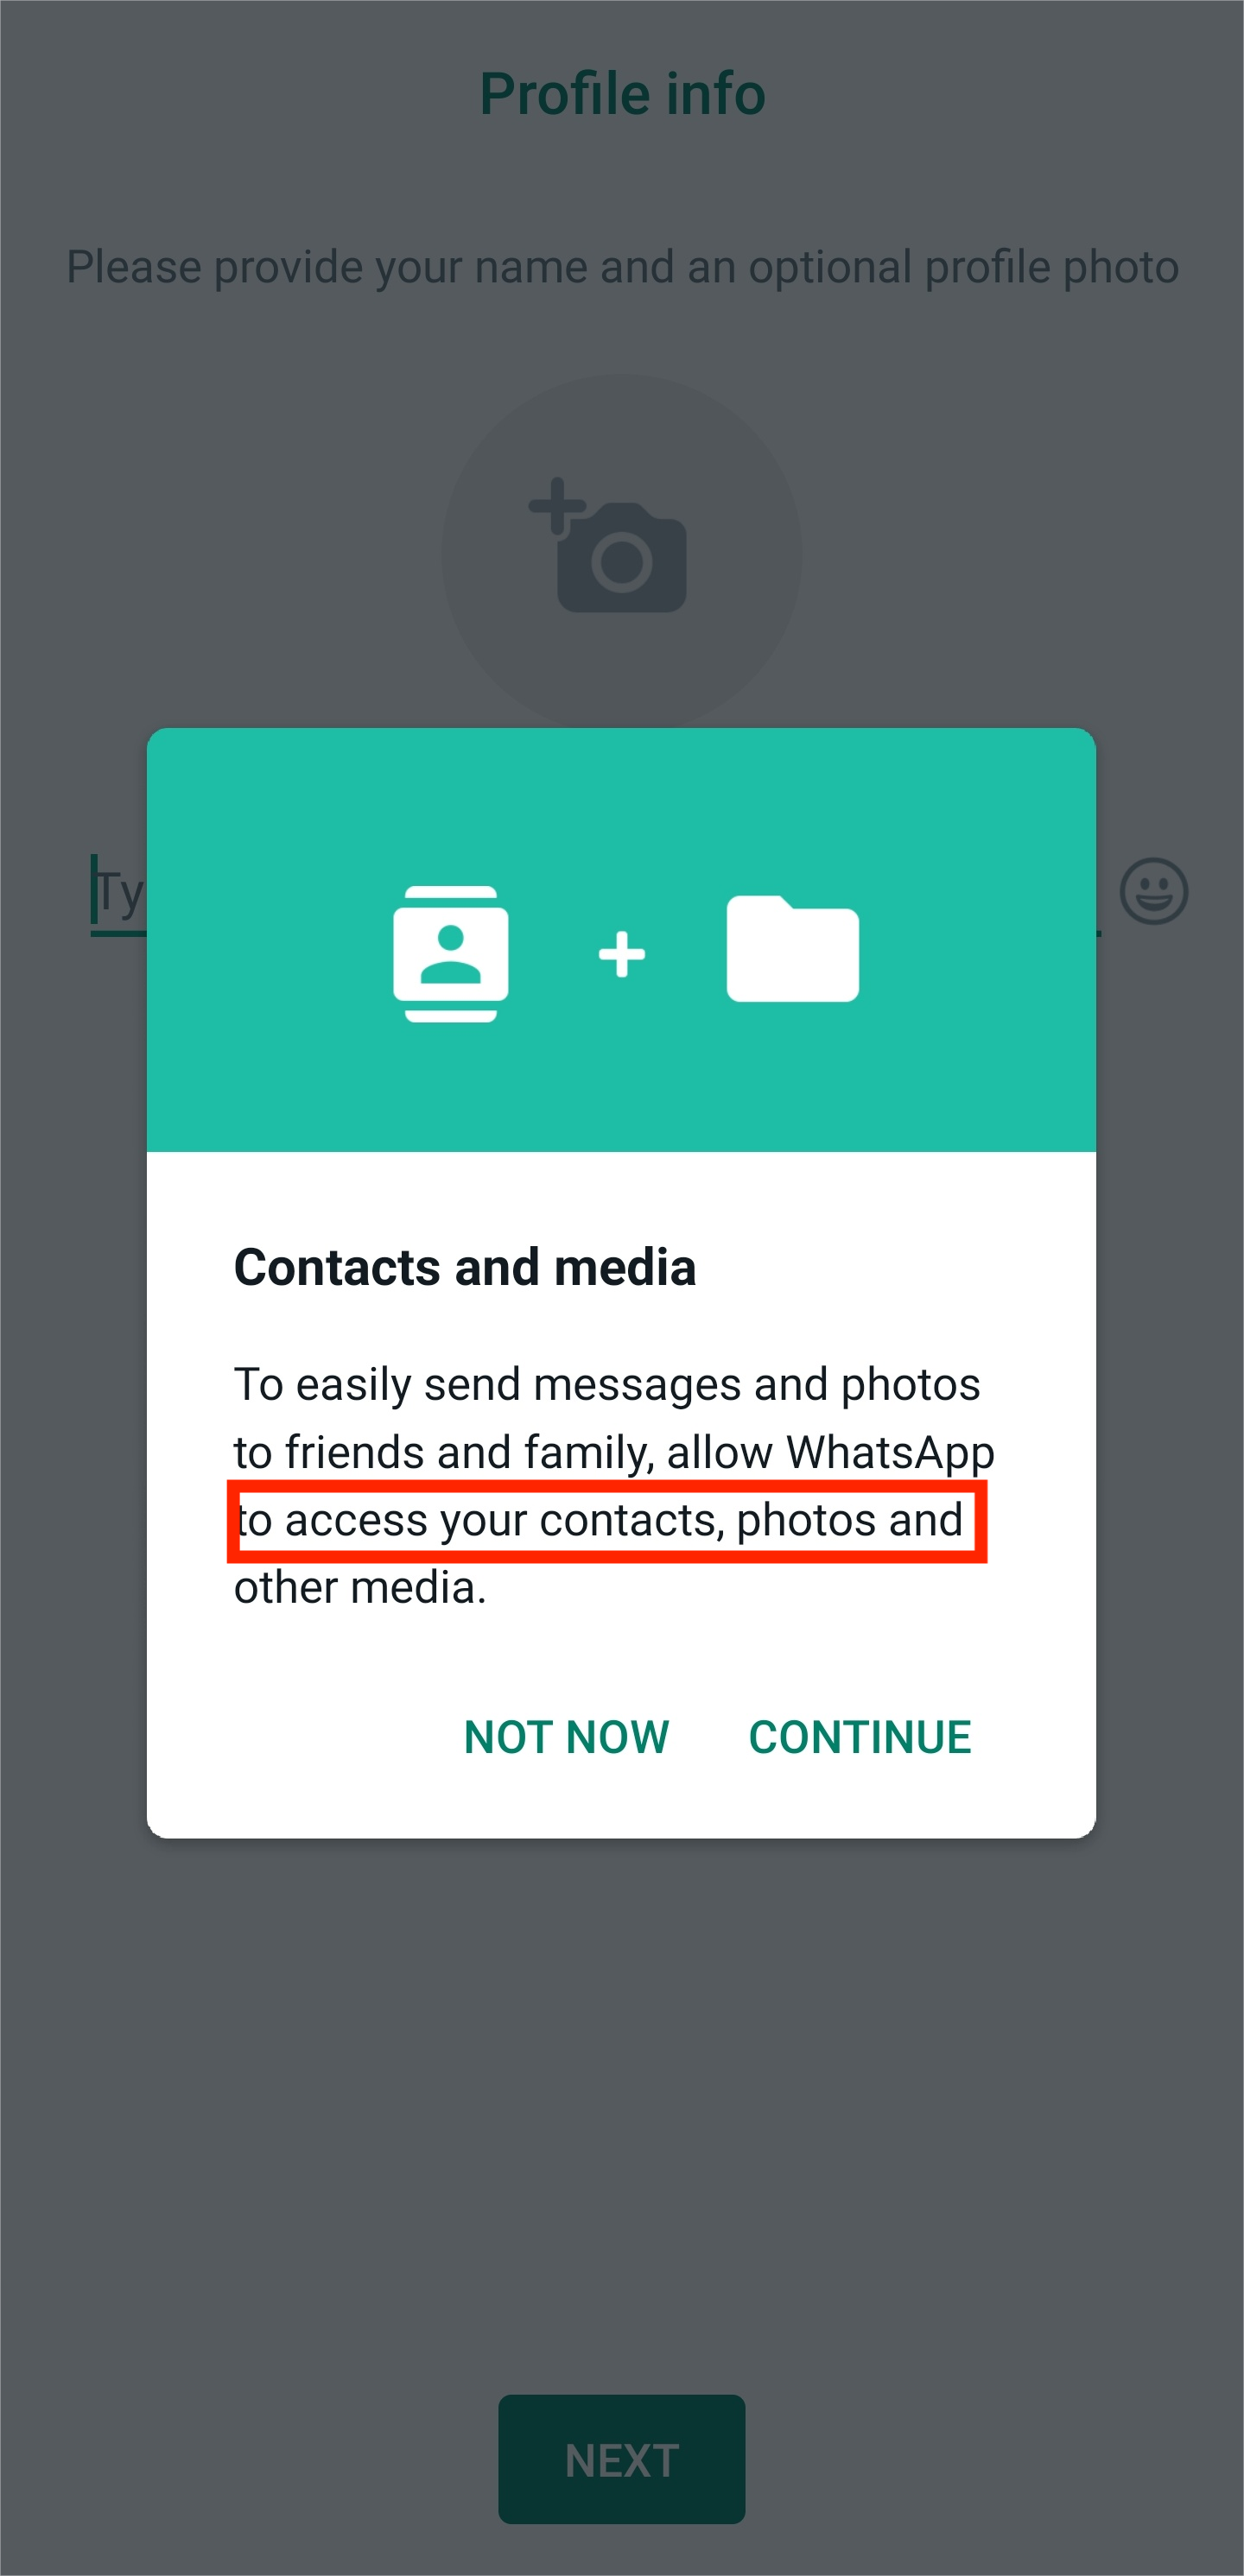 Profile info
Please provide your name and an optional profile photo
Ty
Contacts and media
To easily send messages and photos
to friends and family, allow WhatsApp
to access your contacts, photos and
other media.
NOT NOW CONTINUE
NEXT